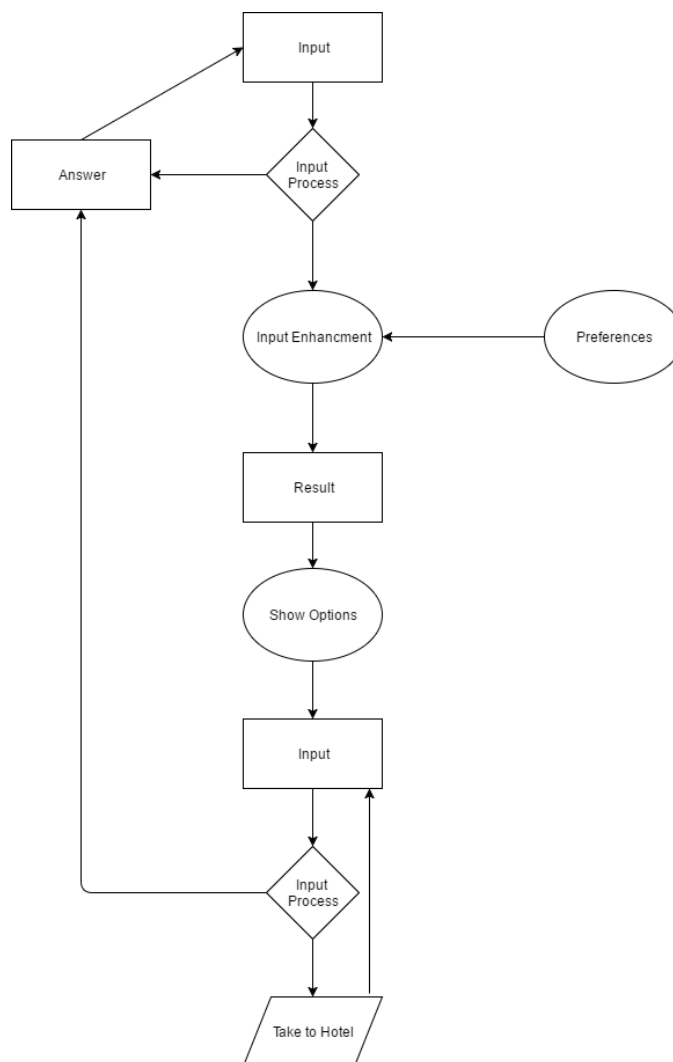 Input
Input
Process
Answer
Input Enhancment
Preferences
Result
Show Options
Input
Input
Process
Take to Hotel